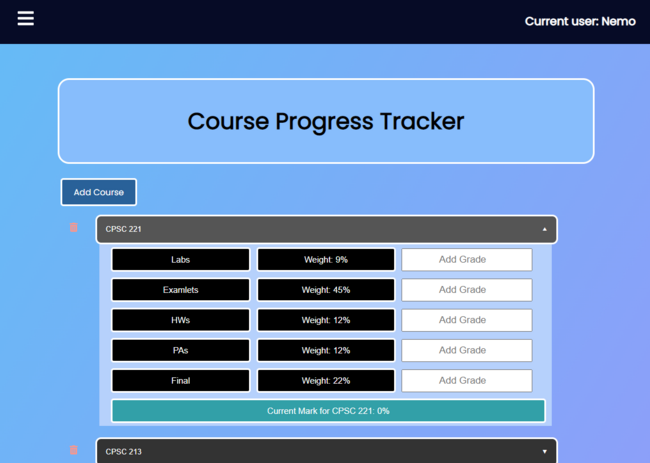 Current user: Nemo
Course Progress Tracker
Add Course
CPSC 221
Labs Weight: 9% Add Grade
Examlets Weight: 45% Add Grade
HWs Weight: 12% Add Grade
PAs Weight: 12% Add Grade
Final Weight: 22% Add Grade
Current Mark for CPSC 221: 0%
CPSC 213